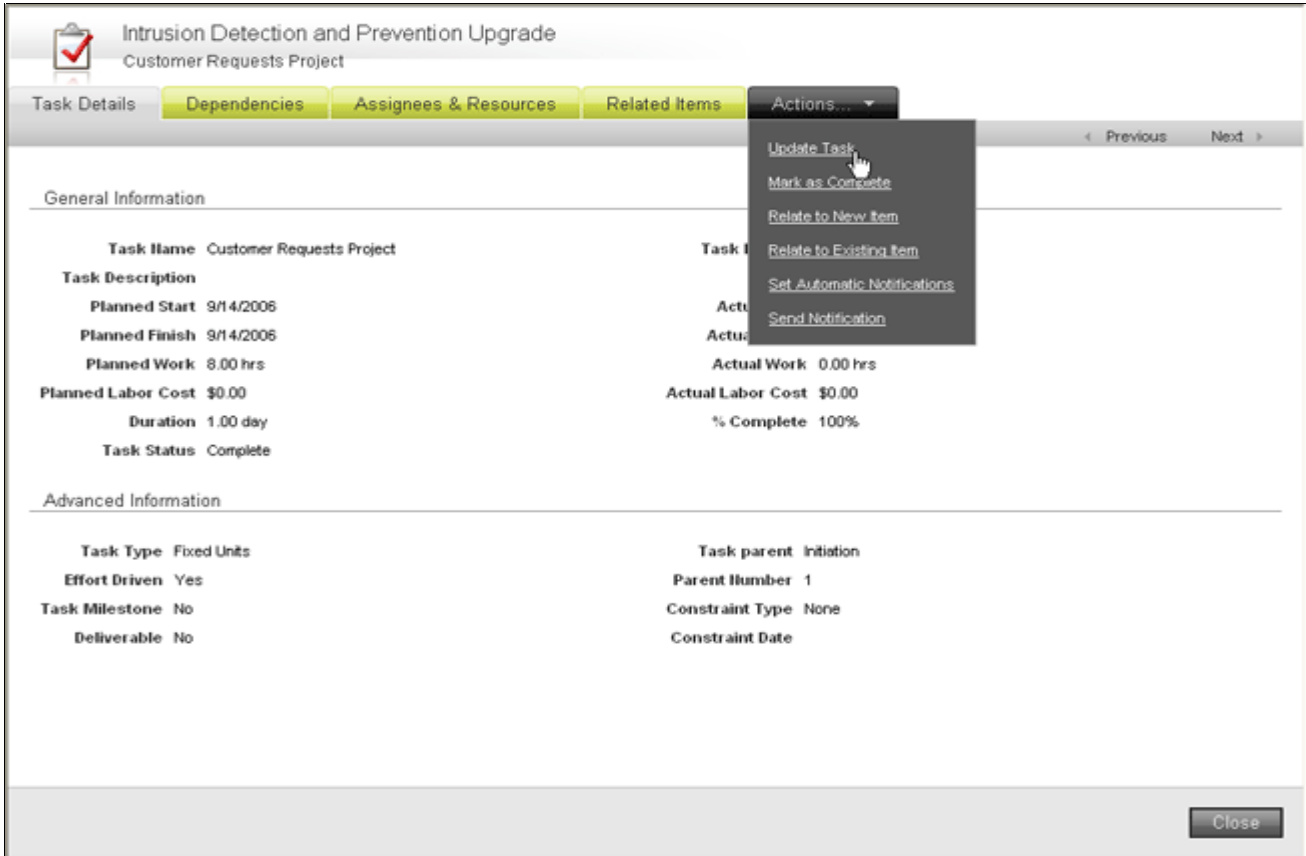 Intrusion Detection and Prevention Upgrade
Customer Requests Project
Task Details Dependencies Assignees & Resources Related Items Actions...
Previous Next
Update Task
Mark as Complete
Relate to New Item
Relate to Existing Item
Set Automatic Notifications
Send Notification
General Information
Task Name Customer Requests Project Task
Task Description
Planned Start 9/14/2006
Planned Finish 9/14/2006
Planned Work 8.00 hrs Actual Work 0.00 hrs
Planned Labor Cost $0.00 Actual Labor Cost $0.00
Duration 1.00 day % Complete 100%
Task Status Complete
Advanced Information
Task Type Fixed Units Task parent Initiation
Effort Driven Yes Parent Number 1
Task Milestone No Constraint Type None
Deliverable No Constraint Date
Close